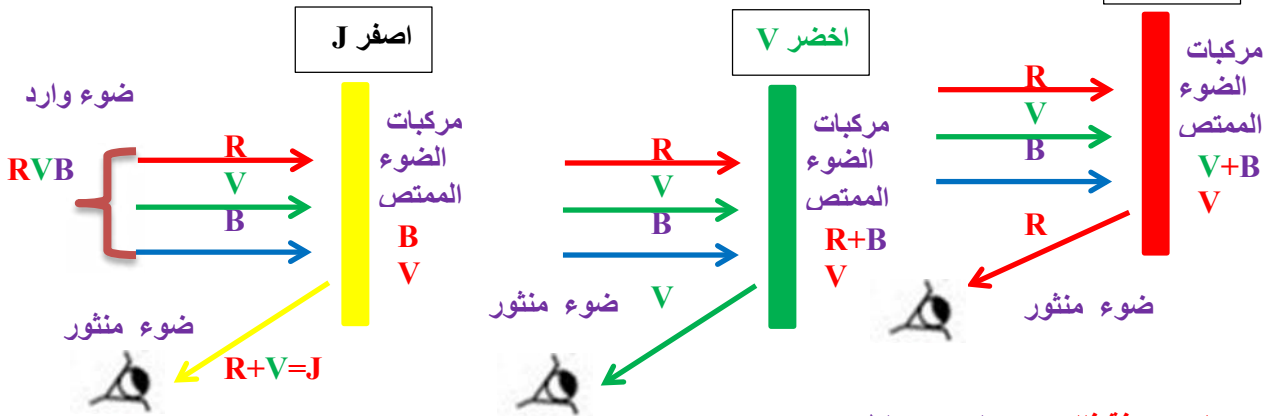 اصفر J
ضوء وارد
RVB
R
V
B
مركبات
الضوء
الممتص
B
V
ضوء منثور
R+V=J
اخضر V
R
V
B
مركبات
الضوء
الممتص
R+B
V
ضوء منثور
V
R
V
B
مركبات
الضوء
الممتص
V+B
V
R
ضوء منثور